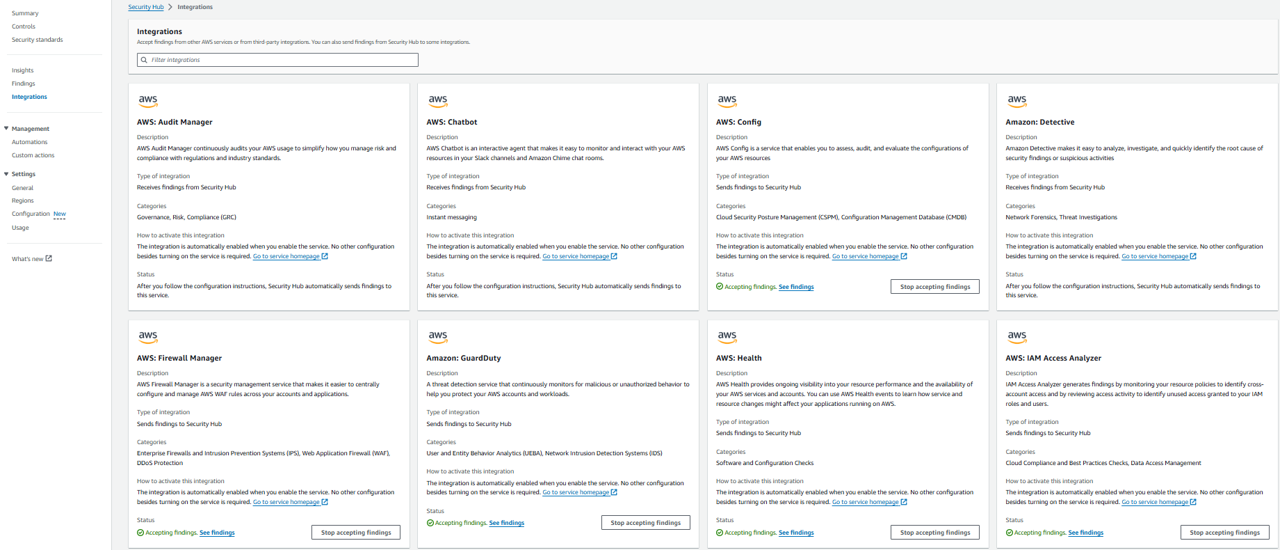 Summary
Controls
Security standards
Insights
Findings
Integrations
Management
Automations
Custom actions
Settings
General
Regions
Configuration New
Usage
What's new
Security Hub > Integrations
Integrations
Accept findings from other AWS services or from third-party integrations. You can also send findings from Security Hub to some integrations.
Filter integrations
aws
AWS: Audit Manager
Description
AWS Audit Manager continuously audits your AWS usage to simplify how you manage risk and
compliance with regulations and industry standards.
Type of integration
Receives findings from Security Hub
Categories
Governance, Risk, Compliance (GRC)
How to activate this integration
The integration is automatically enabled when you enable the service. No other configuration
besides turning on the service is required. Go to service homepage
Status
After you follow the configuration instructions, Security Hub automatically sends findings to
this service.
aws
AWS: Chatbot
Description
AWS Chatbot is an interactive agent that makes it easy to monitor and interact with your AWS
resources in your Slack channels and Amazon Chime chat rooms.
Type of integration
Receives findings from Security Hub
Categories
Instant messaging
How to activate this integration
The integration is automatically enabled when you enable the service. No other configuration
besides turning on the service is required. Go to service homepage
Status
After you follow the configuration instructions, Security Hub automatically sends findings to
this service.
aws
AWS: Config
Description
AWS Config is a service that enables you to assess, audit, and evaluate the configurations of
your AWS resources
Type of integration
Sends findings to Security Hub
Categories
Cloud Security Posture Management (CSPM), Configuration Management Database (CMDB)
How to activate this integration
The integration is automatically enabled when you enable the service. No other configuration
besides turning on the service is required. Go to service homepage
Status
Accepting findings. See findings
Stop accepting findings
aws
Amazon: Detective
Description
Amazon Detective makes it easy to analyze, investigate, and quickly identify the root cause of
security findings or suspicious activities
Type of integration
Receives findings from Security Hub
Categories
Network Forensics, Threat Investigations
How to activate this integration
The integration is automatically enabled when you enable the service. No other configuration
besides turning on the service is required. Go to service homepage
Status
After you follow the configuration instructions, Security Hub automatically sends findings to
this service.
aws
AWS: Firewall Manager
Description
AWS Firewall Manager is a security management service that makes it easier to centrally
configure and manage AWS WAF rules across your accounts and applications.
Type of integration
Sends findings to Security Hub
Categories
Enterprise Firewalls and Intrusion Prevention Systems (IPS), Web Application Firewall (WAF),
DDoS Protection
How to activate this integration
The integration is automatically enabled when you enable the service. No other configuration
besides turning on the service is required. Go to service homepage
Status
Accepting findings. See findings
Stop accepting findings
aws
Amazon: GuardDuty
Description
A threat detection service that continuously monitors for malicious or unauthorized behavior to
help you protect your AWS accounts and workloads.
Type of integration
Sends findings to Security Hub
Categories
User and Entity Behavior Analytics (UEBA), Network Intrusion Detection Systems (IDS)
How to activate this integration
The integration is automatically enabled when you enable the service. No other configuration
besides turning on the service is required. Go to service homepage
Status
Accepting findings. See findings
Stop accepting findings
aws
AWS: Health
Description
AWS Health provides ongoing visibility into your resource performance and the availability of
your AWS services and accounts. You can use AWS Health events to learn how service and
resource changes might affect your applications running on AWS.
Type of integration
Sends findings to Security Hub
Categories
Software and Configuration Checks
How to activate this integration
The integration is automatically enabled when you enable the service. No other configuration
besides turning on the service is required. Go to service homepage
Status
Accepting findings. See findings
Stop accepting findings
aws
AWS: IAM Access Analyzer
Description
IAM Access Analyzer generates findings by monitoring your resource policies to identify cross-
account access and by reviewing access activity to identify unused access granted to your IAM
roles and users.
Type of integration
Sends findings to Security Hub
Categories
Cloud Compliance and Best Practices Checks, Data Access Management
How to activate this integration
The integration is automatically enabled when you enable the service. No other configuration
besides turning on the service is required. Go to service homepage
Status
Accepting findings. See findings
Stop accepting findings